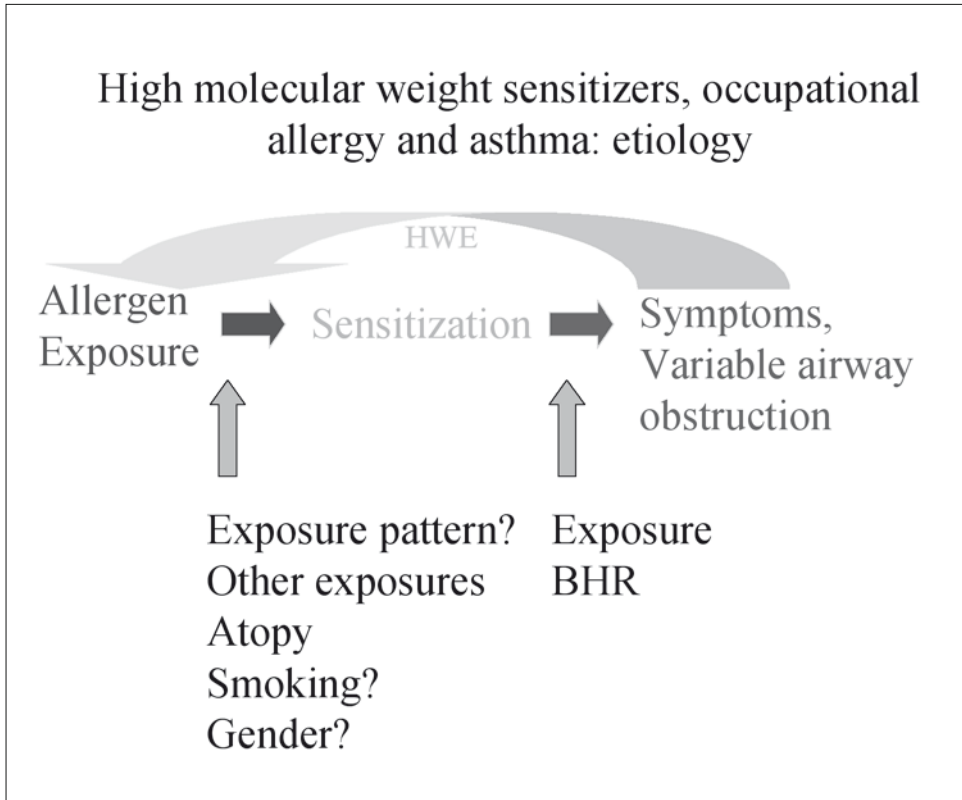 High molecular weight sensitizers, occupational
allergy and asthma: etiology
HWE
Allergen
Exposure
Sensitization
Symptoms,
Variable airway
obstruction
Exposure pattern?
Other exposures
Atopy
Smoking?
Gender?
Exposure
BHR